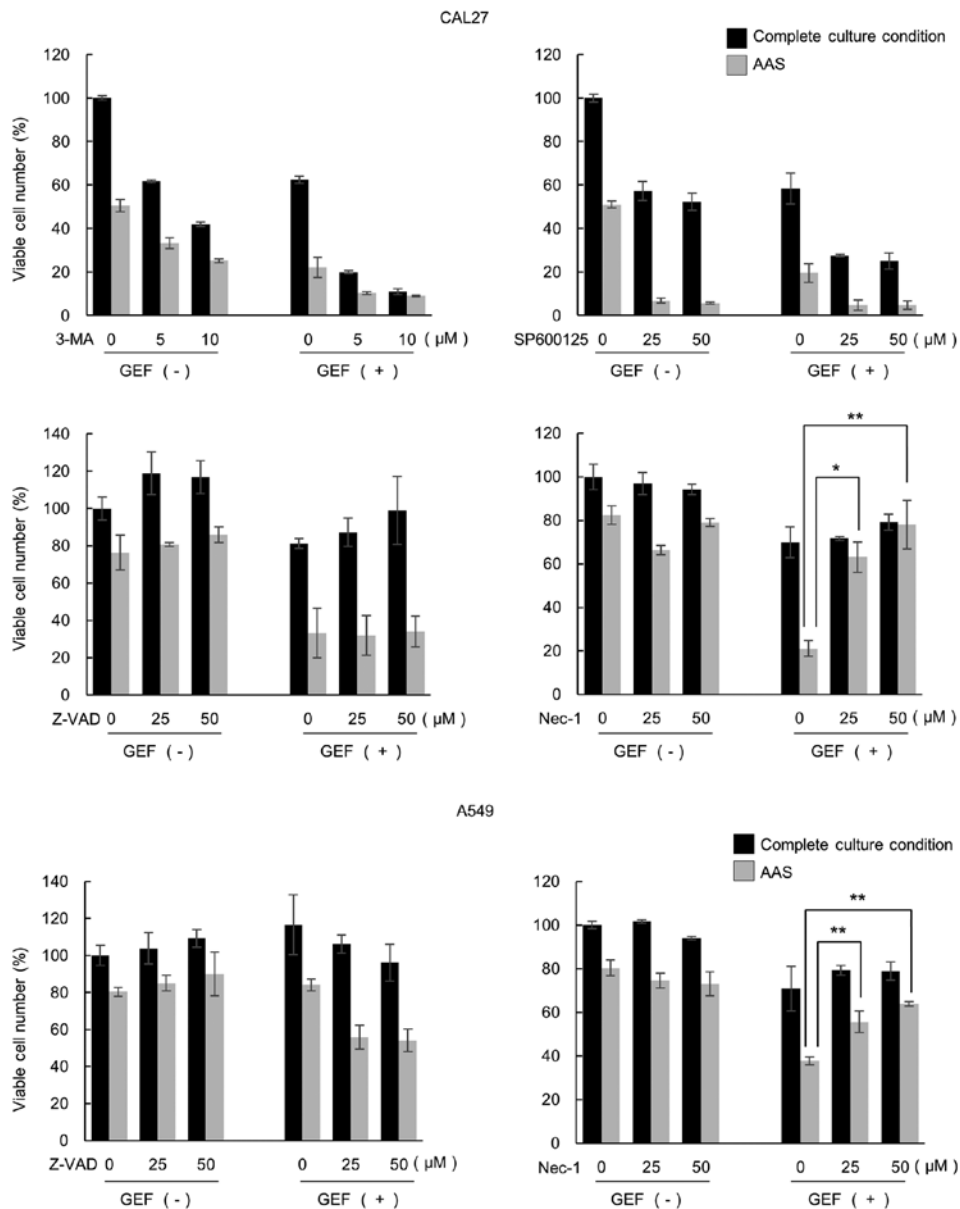 CAL27
Complete culture condition
AAS
Viable cell number (%)
120
100
80
60
40
20
0
3-MA 0 5 10 0 5 10 ( μM )
GEF ( - ) GEF ( + )
120
100
80
60
40
20
0
SP600125 0 25 50 0 25 50 ( μM )
GEF ( - ) GEF ( + )
Viable cell number (%)
140
120
100
80
60
40
20
0
Z-VAD 0 25 50 0 25 50 ( μM )
GEF ( - ) GEF ( + )
120
100
80
60
40
20
0
**
*
Nec-1 0 25 50 0 25 50 ( μM )
GEF ( - ) GEF ( + )
A549
Complete culture condition
AAS
Viable cell number (%)
140
120
100
80
60
40
20
0
Z-VAD 0 25 50 0 25 50 ( μM )
GEF ( - ) GEF ( + )
120
100
80
60
40
20
0
**
**
Nec-1 0 25 50 0 25 50 ( μM )
GEF ( - ) GEF ( + )